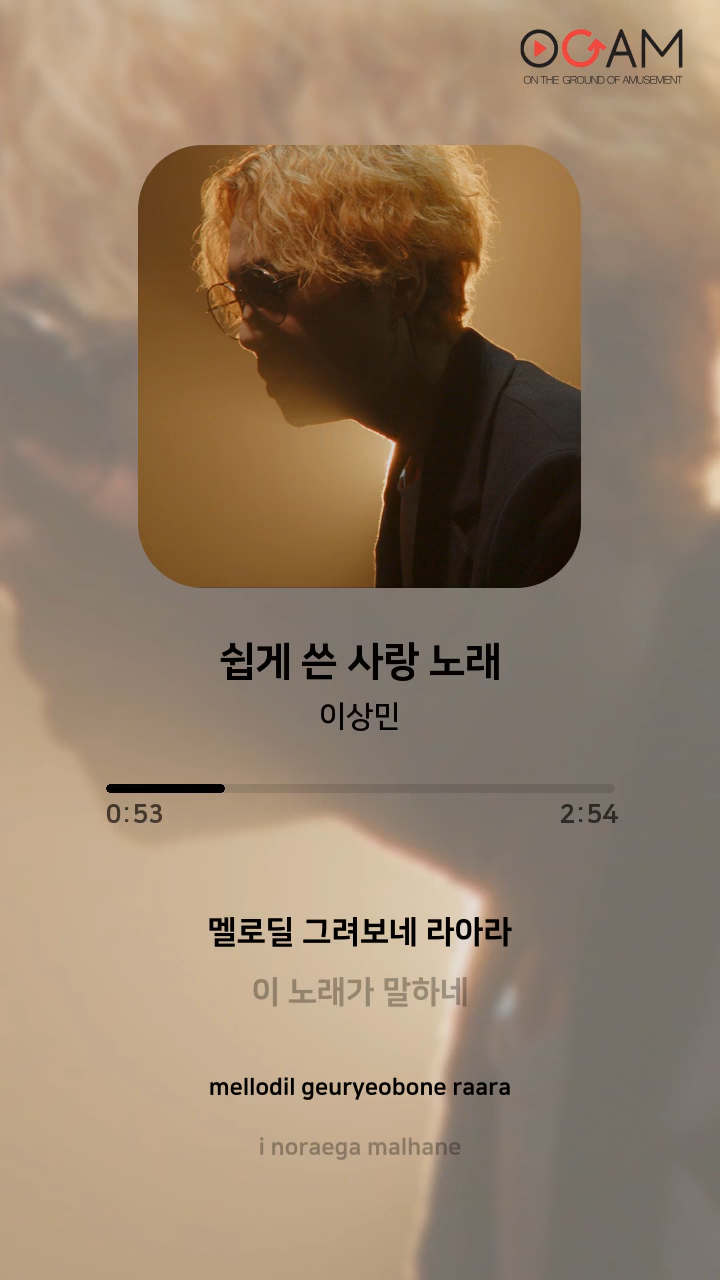 OGAM
ON THE GROUND OF AMUSEMENT
쉽게 쓴 사랑 노래
이상민
0:53
2:54
멜로딜 그려보네 라아라
이 노래가 말하네
mellodil geuryeobone raara
i noraega malhane